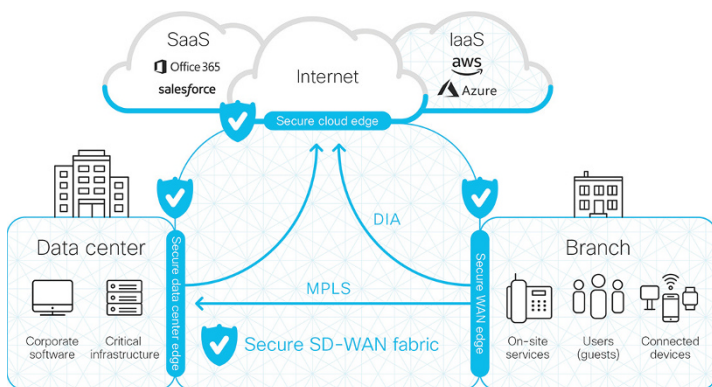 SaaS
Office 365
salesforce
Internet
IaaS
aws
Azure
Secure cloud edge
Data center
Corporate
software
Critical
infrastructure
Secure data center edge
DIA
MPLS
Secure SD-WAN fabric
Secure WAN edge
Branch
On-site
services
Users
(guests)
Connected
devices